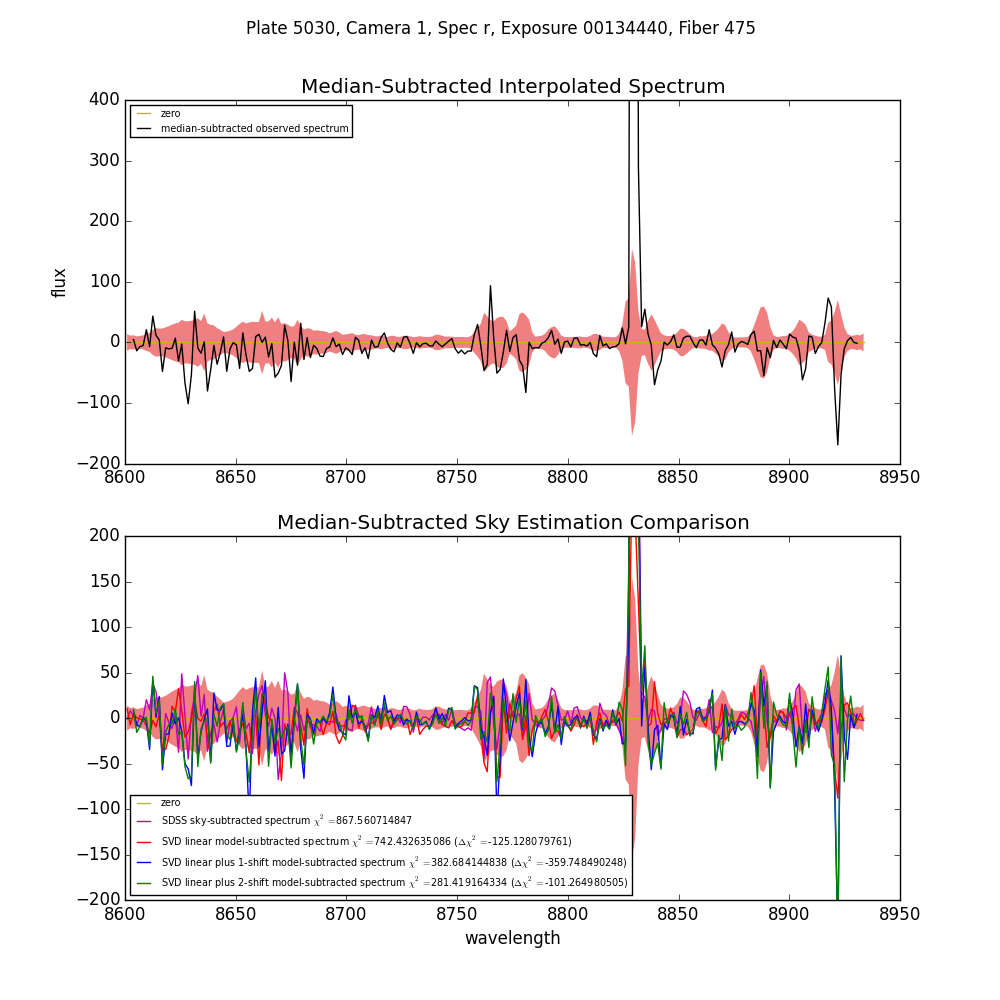 Plate 5030, Camera 1, Spec r, Exposure 00134440, Fiber 475
Median-Subtracted Interpolated Spectrum
zero
median-subtracted observed spectrum
400
300
200
100
0
−100
−200
flux
8600 8650 8700 8750 8800 8850 8900 8950
Median-Subtracted Sky Estimation Comparison
200
150
100
50
0
−50
−100
−150
−200
zero
SDSS sky-subtracted spectrum χ² =867.560714847
SVD linear model-subtracted spectrum χ² =742.432635086 (Δχ² =-125.128079761)
SVD linear plus 1-shift model-subtracted spectrum χ² =382.684144838 (Δχ² =-359.748490248)
SVD linear plus 2-shift model-subtracted spectrum χ² =281.419164334 (Δχ² =-101.264980505)
8600 8650 8700 8750 8800 8850 8900 8950
wavelength